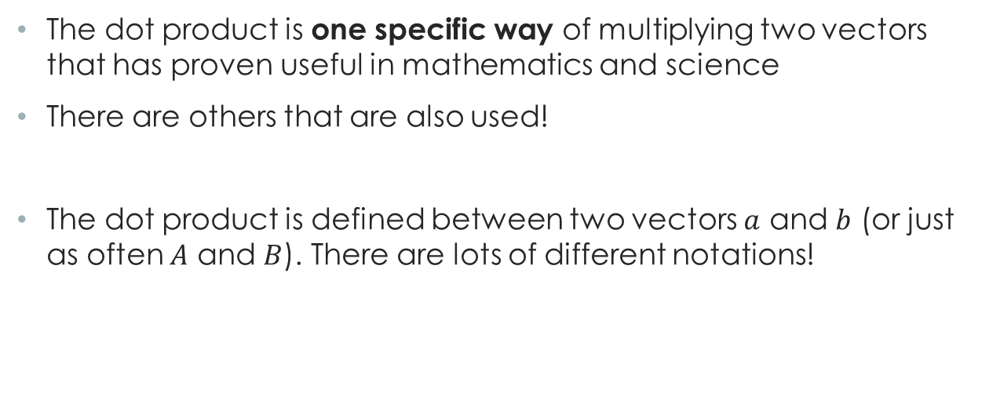 • The dot product is one specific way of multiplying two vectors
that has proven useful in mathematics and science
• There are others that are also used!
• The dot product is defined between two vectors a and b (or just
as often A and B). There are lots of different notations!